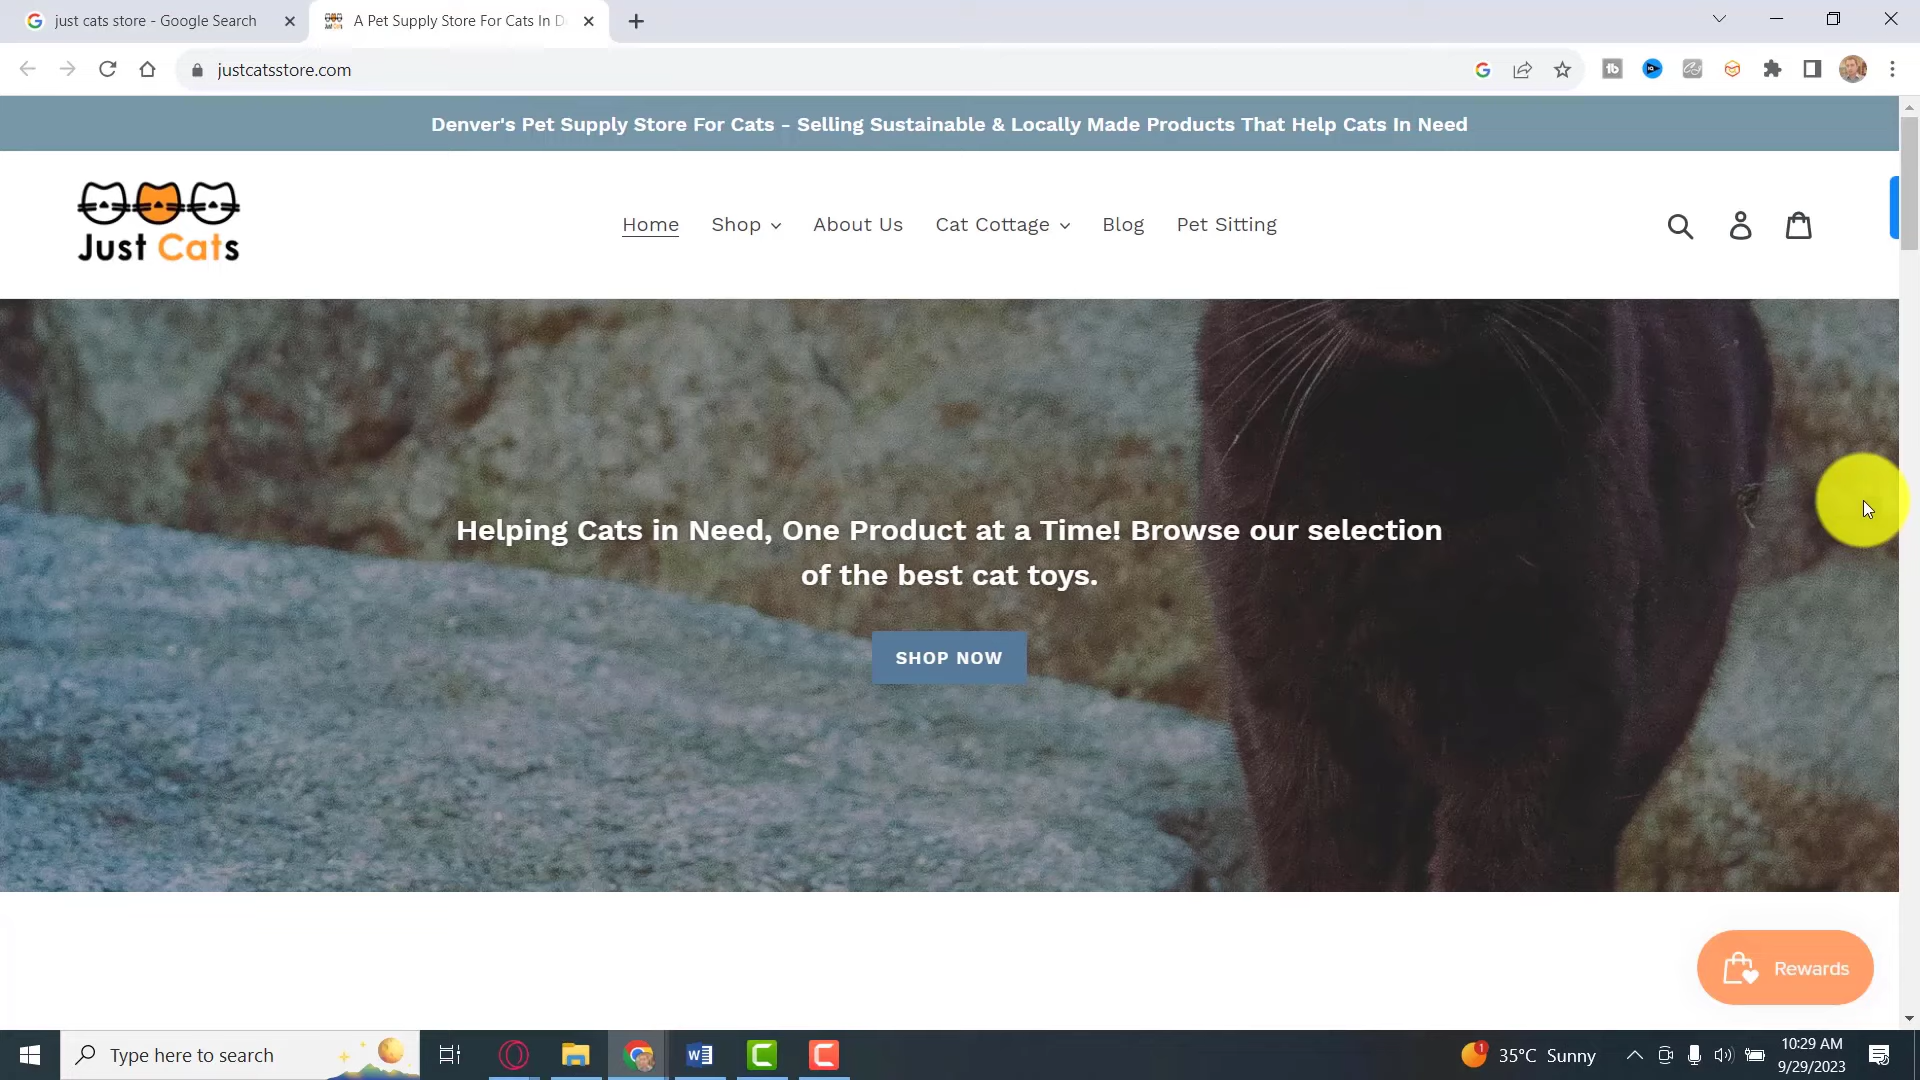 just cats store - Google Search
A Pet Supply Store For Cats In D
justcatsstore.com
Denver's Pet Supply Store For Cats - Selling Sustainable & Locally Made Products That Help Cats In Need
Just Cats
Home
Shop
About Us
Cat Cottage
Blog
Pet Sitting
Helping Cats in Need, One Product at a Time! Browse our selection
of the best cat toys.
SHOP NOW
Rewards
Type here to search
1
35°C Sunny
10:29 AM
9/29/2023